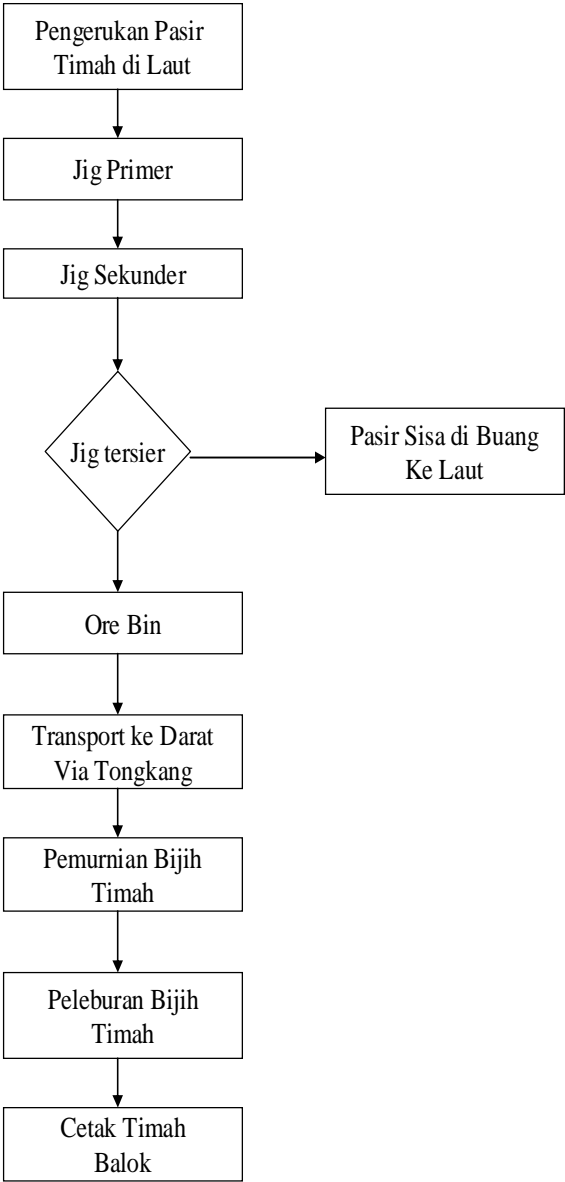 Pengerukan Pasir
Timah di Laut
Jig Primer
Jig Sekunder
Jig tersier
Pasir Sisa di Buang
Ke Laut
Ore Bin
Transport ke Darat
Via Tongkang
Pemurnian Bijih
Timah
Peleburan Bijih
Timah
Cetak Timah
Balok